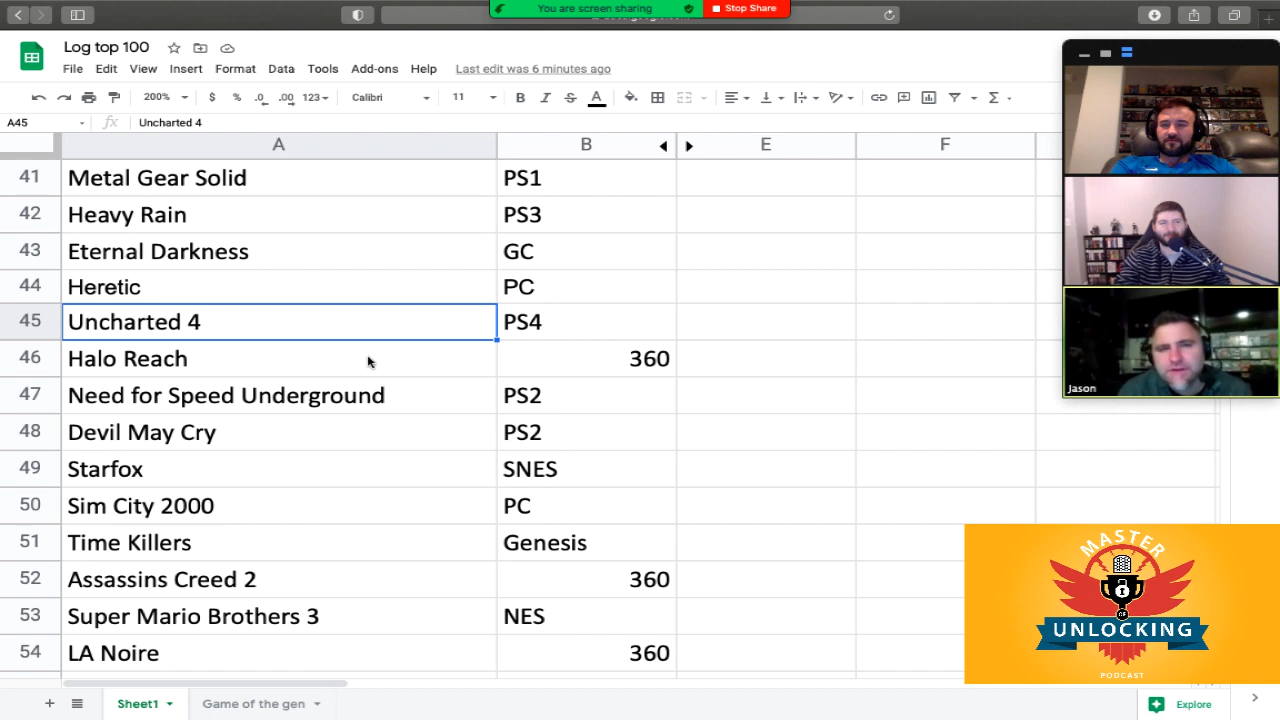 You are screen sharing
Stop Share
Log top 100
File Edit View Insert Format Data Tools Add-ons Help Last edit was 6 minutes ago
200% $ % .0 .00 123 Calibri 11 B I S A
A45 fx Uncharted 4
A B E F
41 Metal Gear Solid PS1
42 Heavy Rain PS3
43 Eternal Darkness GC
44 Heretic PC
45 Uncharted 4 PS4
46 Halo Reach 360
47 Need for Speed Underground PS2
48 Devil May Cry PS2
49 Starfox SNES
50 Sim City 2000 PC
51 Time Killers Genesis
52 Assassins Creed 2 360
53 Super Mario Brothers 3 NES
54 LA Noire 360
Sheet1 Game of the gen
Explore
Jason
MASTER
OF
UNLOCKING
PODCAST